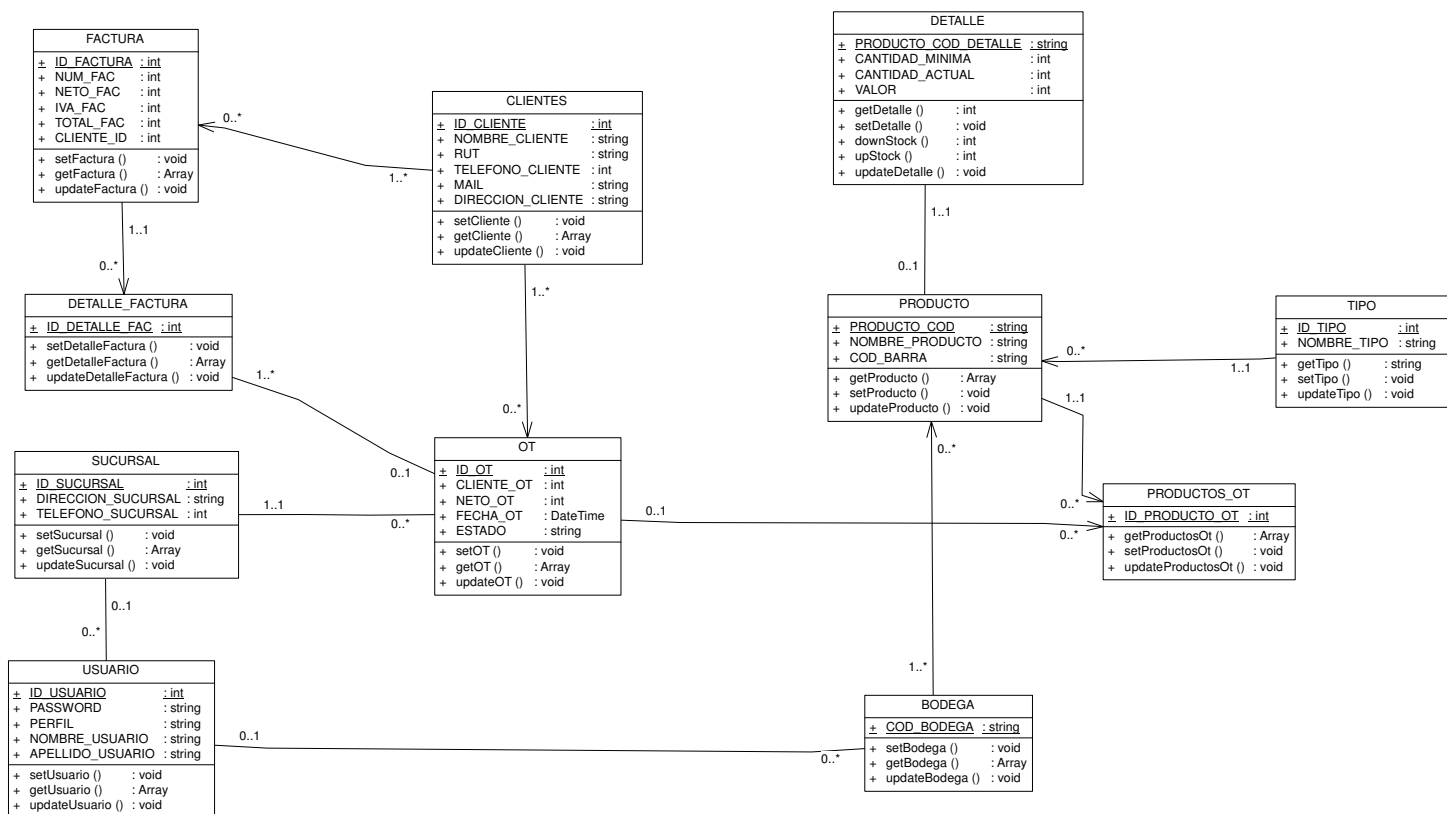 FACTURA
+ ID_FACTURA : int
+ NUM_FAC : int
+ NETO_FAC : int
+ IVA_FAC : int
+ TOTAL_FAC : int
+ CLIENTE_ID : int
+ setFactura () : void
+ getFactura () : Array
+ updateFactura () : void
0..*
1..*
CLIENTES
+ ID_CLIENTE : int
+ NOMBRE_CLIENTE : string
+ RUT : string
+ TELEFONO_CLIENTE : int
+ MAIL : string
+ DIRECCION_CLIENTE : string
+ setCliente () : void
+ getCliente () : Array
+ updateCliente () : void
DETALLE
+ PRODUCTO_COD_DETALLE : string
+ CANTIDAD_MINIMA : int
+ CANTIDAD_ACTUAL : int
+ VALOR : int
+ getDetalle () : int
+ setDetalle () : void
+ downStock () : int
+ upStock () : int
+ updateDetalle () : void
1..1
0..*
1..*
0..*
1..1
0..1
DETALLE_FACTURA
+ ID_DETALLE_FAC : int
+ setDetalleFactura () : void
+ getDetalleFactura () : Array
+ updateDetalleFactura () : void
1..*
0..1
PRODUCTO
+ PRODUCTO_COD : string
+ NOMBRE_PRODUCTO : string
+ COD_BARRA : string
+ getProducto () : Array
+ setProducto () : void
+ updateProducto () : void
0..*
1..1
TIPO
+ ID_TIPO : int
+ NOMBRE_TIPO : string
+ getTipo () : string
+ setTipo () : void
+ updateTipo () : void
1..1
0..*
SUCURSAL
+ ID_SUCURSAL : int
+ DIRECCION_SUCURSAL : string
+ TELEFONO_SUCURSAL : int
+ setSucursal () : void
+ getSucursal () : Array
+ updateSucursal () : void
1..1
0..*
OT
+ ID_OT : int
+ CLIENTE_OT : int
+ NETO_OT : int
+ FECHA_OT : DateTime
+ ESTADO : string
+ setOT () : void
+ getOT () : Array
+ updateOT () : void
0..1
0..*
PRODUCTOS_OT
+ ID_PRODUCTO_OT : int
+ getProductosOt () : Array
+ setProductosOt () : void
+ updateProductosOt () : void
0..1
0..*
0..*
1..*
USUARIO
+ ID_USUARIO : int
+ PASSWORD : string
+ PERFIL : string
+ NOMBRE_USUARIO : string
+ APELLIDO_USUARIO : string
+ setUsuario () : void
+ getUsuario () : Array
+ updateUsuario () : void
0..1
0..*
BODEGA
+ COD_BODEGA : string
+ setBodega () : void
+ getBodega () : Array
+ updateBodega () : void